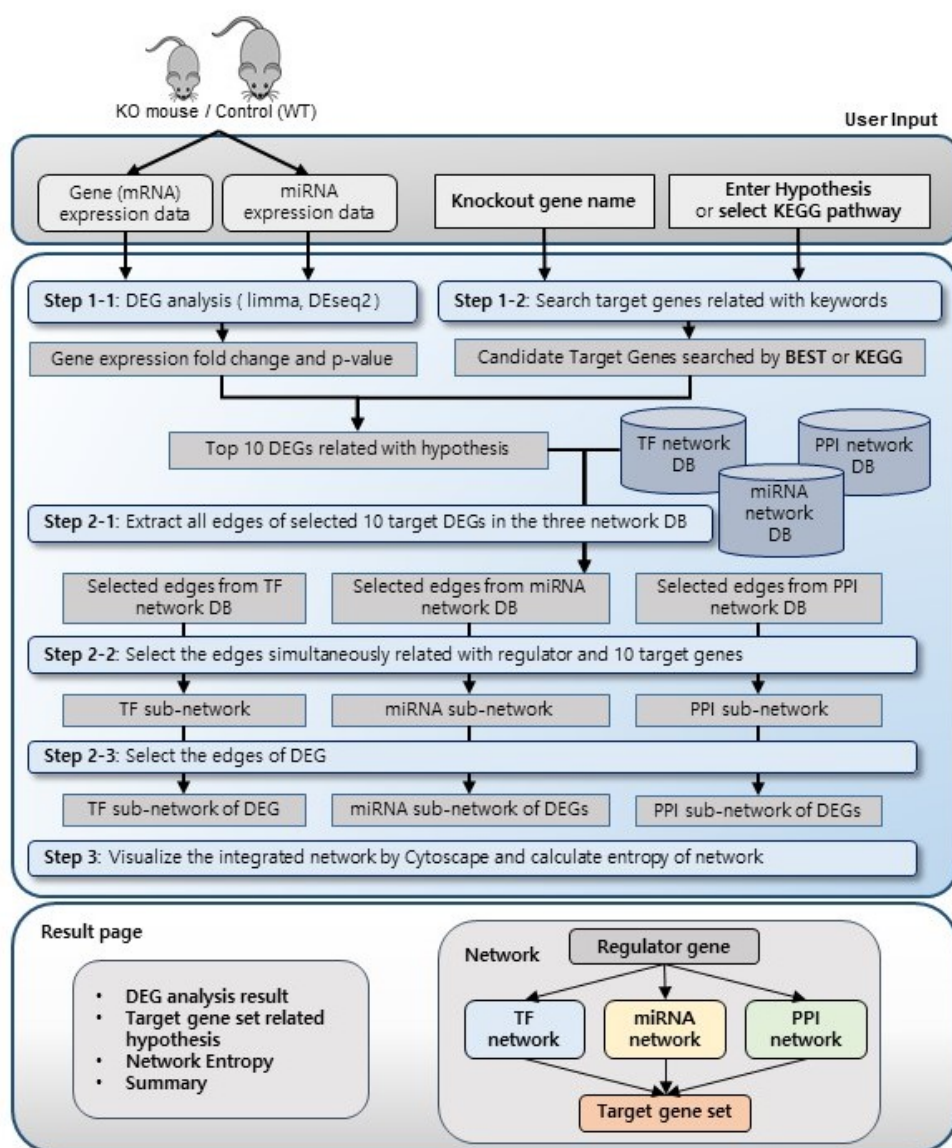 KO mouse / Control (WT)
User Input
Gene (mRNA)
expression data
miRNA
expression data
Knockout gene name
Enter Hypothesis
or select KEGG pathway
Step 1-1: DEG analysis ( limma, DEseq2 )
Step 1-2: Search target genes related with keywords
Gene expression fold change and p-value
Candidate Target Genes searched by BEST or KEGG
Top 10 DEGs related with hypothesis
TF network
DB
PPI network
DB
miRNA
network
DB
Step 2-1: Extract all edges of selected 10 target DEGs in the three network DB
Selected edges from TF
network DB
Selected edges from miRNA
network DB
Selected edges from PPI
network DB
Step 2-2: Select the edges simultaneously related with regulator and 10 target genes
TF sub-network
miRNA sub-network
PPI sub-network
Step 2-3: Select the edges of DEG
TF sub-network of DEG
miRNA sub-network of DEGs
PPI sub-network of DEGs
Step 3: Visualize the integrated network by Cytoscape and calculate entropy of network
Result page
• DEG analysis result
• Target gene set related
hypothesis
• Network Entropy
• Summary
Network
Regulator gene
TF
network
miRNA
network
PPI
network
Target gene set